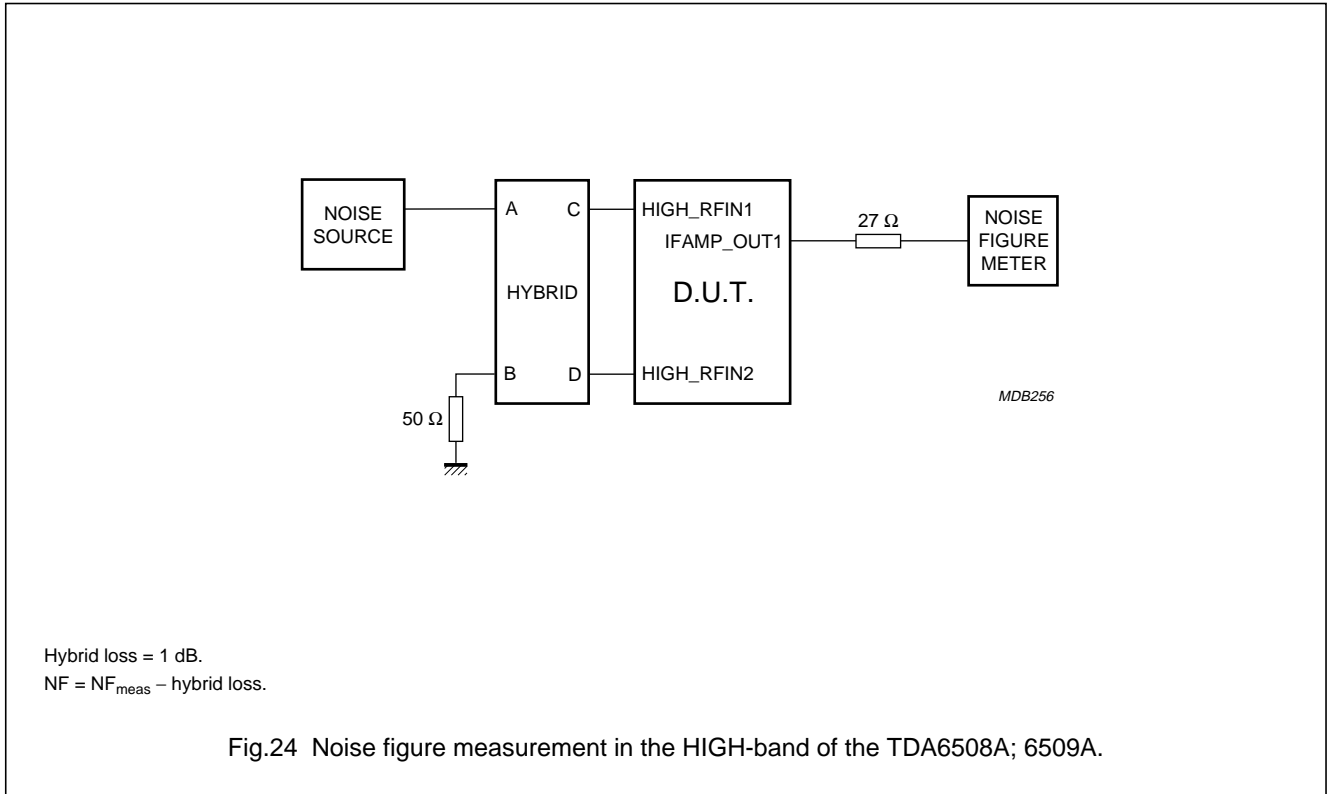 NOISE
SOURCE
A
C
HYBRID
B
D
50 Ω
HIGH_RFIN1
IFAMP_OUT1
D.U.T.
HIGH_RFIN2
27 Ω
NOISE
FIGURE
METER
MDB256
Hybrid loss = 1 dB.
NF = NFmeas − hybrid loss.
Fig.24 Noise figure measurement in the HIGH-band of the TDA6508A; 6509A.